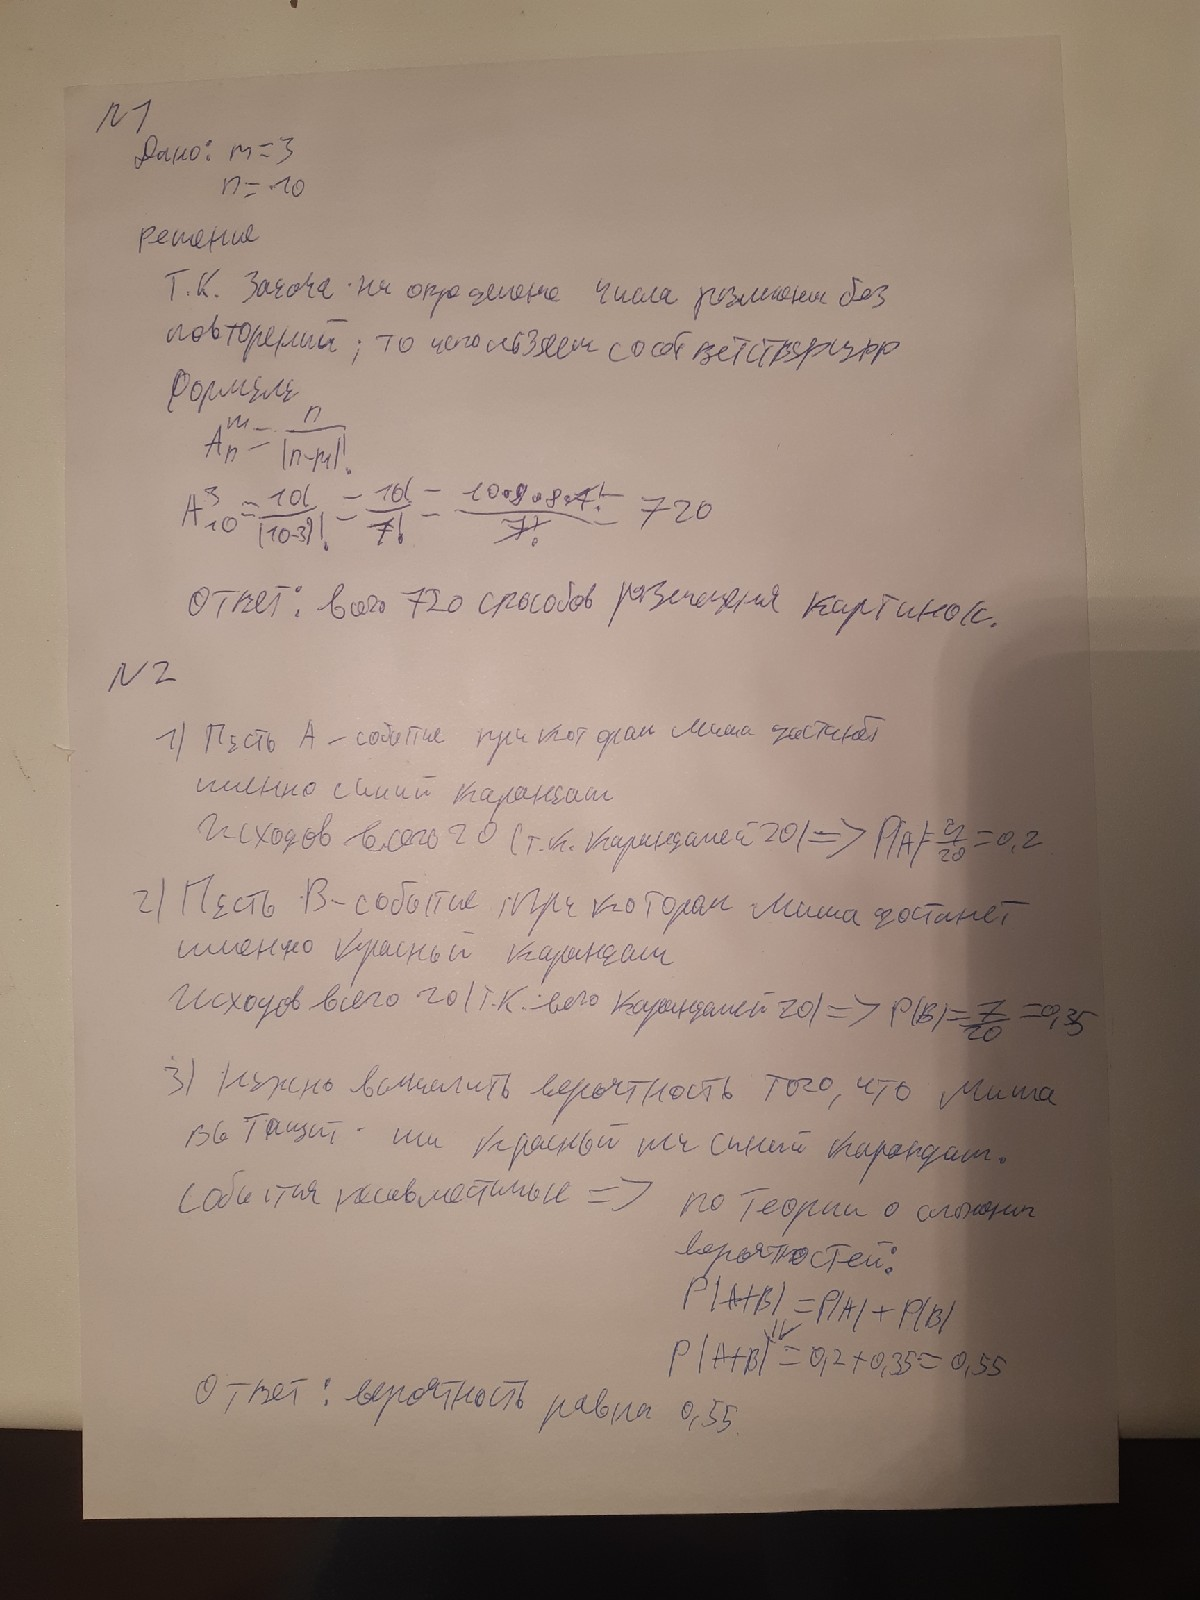 N1
Дано: m=3
n=10
Решение
Т.К. Задача на определение числа размещения без
повторений, то используем соответствующую
Формулу
A_n^m = n/(n-m)!
A_10^3 = 10!/(10-3)! = 10!/7! = 10·9·8·7!/7! = 720
Ответ: всего 720 способов размещения картинок.
N2
1) Пусть А – событие при котором Миша достанет
именно синий карандаш
Исходов всего 20 (т.к. карандашей 20) => P(A)=4/20=0,2
2) Пусть В – событие при котором Миша достанет
именно красный карандаш
Исходов всего 20 (т.к. всего карандашей 20) => P(B)=7/20=0,35
3) Нужно вычислить вероятность того, что Миша
вытащит или красный или синий карандаш.
События несовместимые => по Теории о сложении
вероятностей:
P(A+B)=P(A)+P(B)
P(A+B)=0,2+0,35=0,55
Ответ: вероятность равна 0,55.